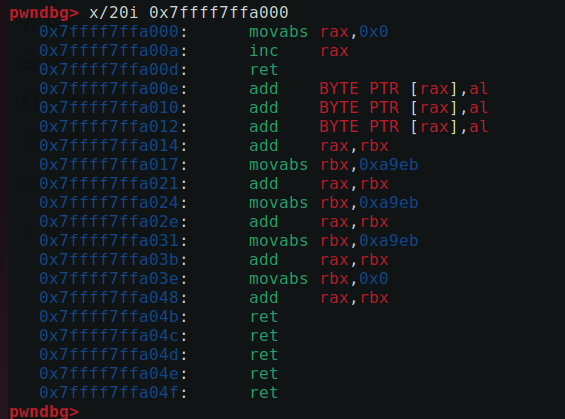 pwndbg> x/20i 0x7ffff7ffa000
0x7ffff7ffa000: movabs rax,0x0
0x7ffff7ffa00a: inc rax
0x7ffff7ffa00d: ret
0x7ffff7ffa00e: add BYTE PTR [rax],al
0x7ffff7ffa010: add BYTE PTR [rax],al
0x7ffff7ffa012: add BYTE PTR [rax],al
0x7ffff7ffa014: add rax,rbx
0x7ffff7ffa017: movabs rbx,0xa9eb
0x7ffff7ffa021: add rax,rbx
0x7ffff7ffa024: movabs rbx,0xa9eb
0x7ffff7ffa02e: add rax,rbx
0x7ffff7ffa031: movabs rbx,0xa9eb
0x7ffff7ffa03b: add rax,rbx
0x7ffff7ffa03e: movabs rbx,0x0
0x7ffff7ffa048: add rax,rbx
0x7ffff7ffa04b: ret
0x7ffff7ffa04c: ret
0x7ffff7ffa04d: ret
0x7ffff7ffa04e: ret
0x7ffff7ffa04f: ret
pwndbg>